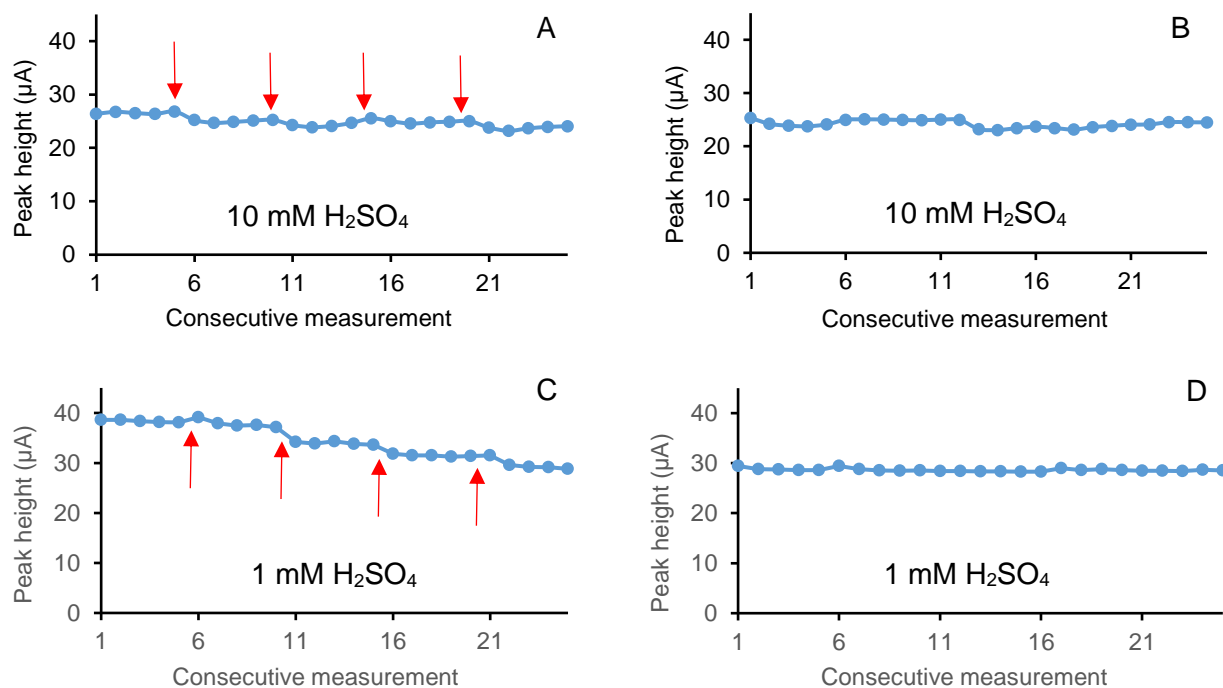 A
Peak height (µA)
40
30
20
10
0
10 mM H₂SO₄
1 6 11 16 21
Consecutive measurement
B
Peak height (µA)
40
30
20
10
0
10 mM H₂SO₄
1 6 11 16 21
Consecutive measurement
C
Peak height (µA)
40
30
20
10
0
1 mM H₂SO₄
1 6 11 16 21
Consecutive measurement
D
Peak height (µA)
40
30
20
10
0
1 mM H₂SO₄
1 6 11 16 21
Consecutive measurement